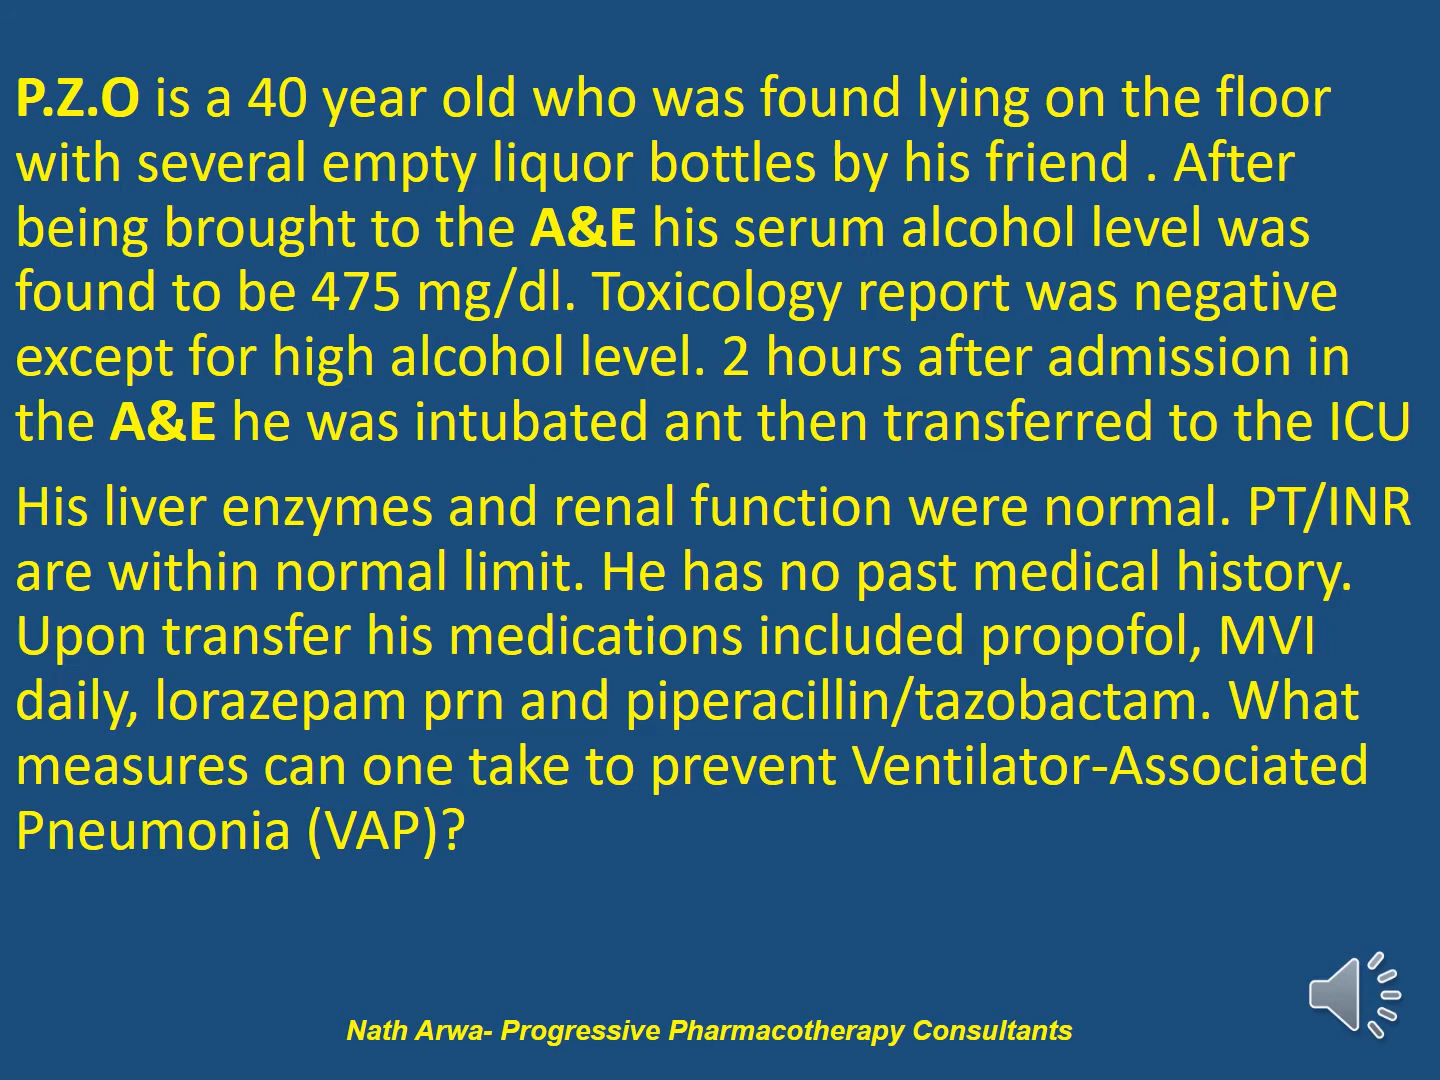 P.Z.O is a 40 year old who was found lying on the floor
with several empty liquor bottles by his friend . After
being brought to the A&E his serum alcohol level was
found to be 475 mg/dl. Toxicology report was negative
except for high alcohol level. 2 hours after admission in
the A&E he was intubated ant then transferred to the ICU
His liver enzymes and renal function were normal. PT/INR
are within normal limit. He has no past medical history.
Upon transfer his medications included propofol, MVI
daily, lorazepam prn and piperacillin/tazobactam. What
measures can one take to prevent Ventilator-Associated
Pneumonia (VAP)?
Nath Arwa- Progressive Pharmacotherapy Consultants